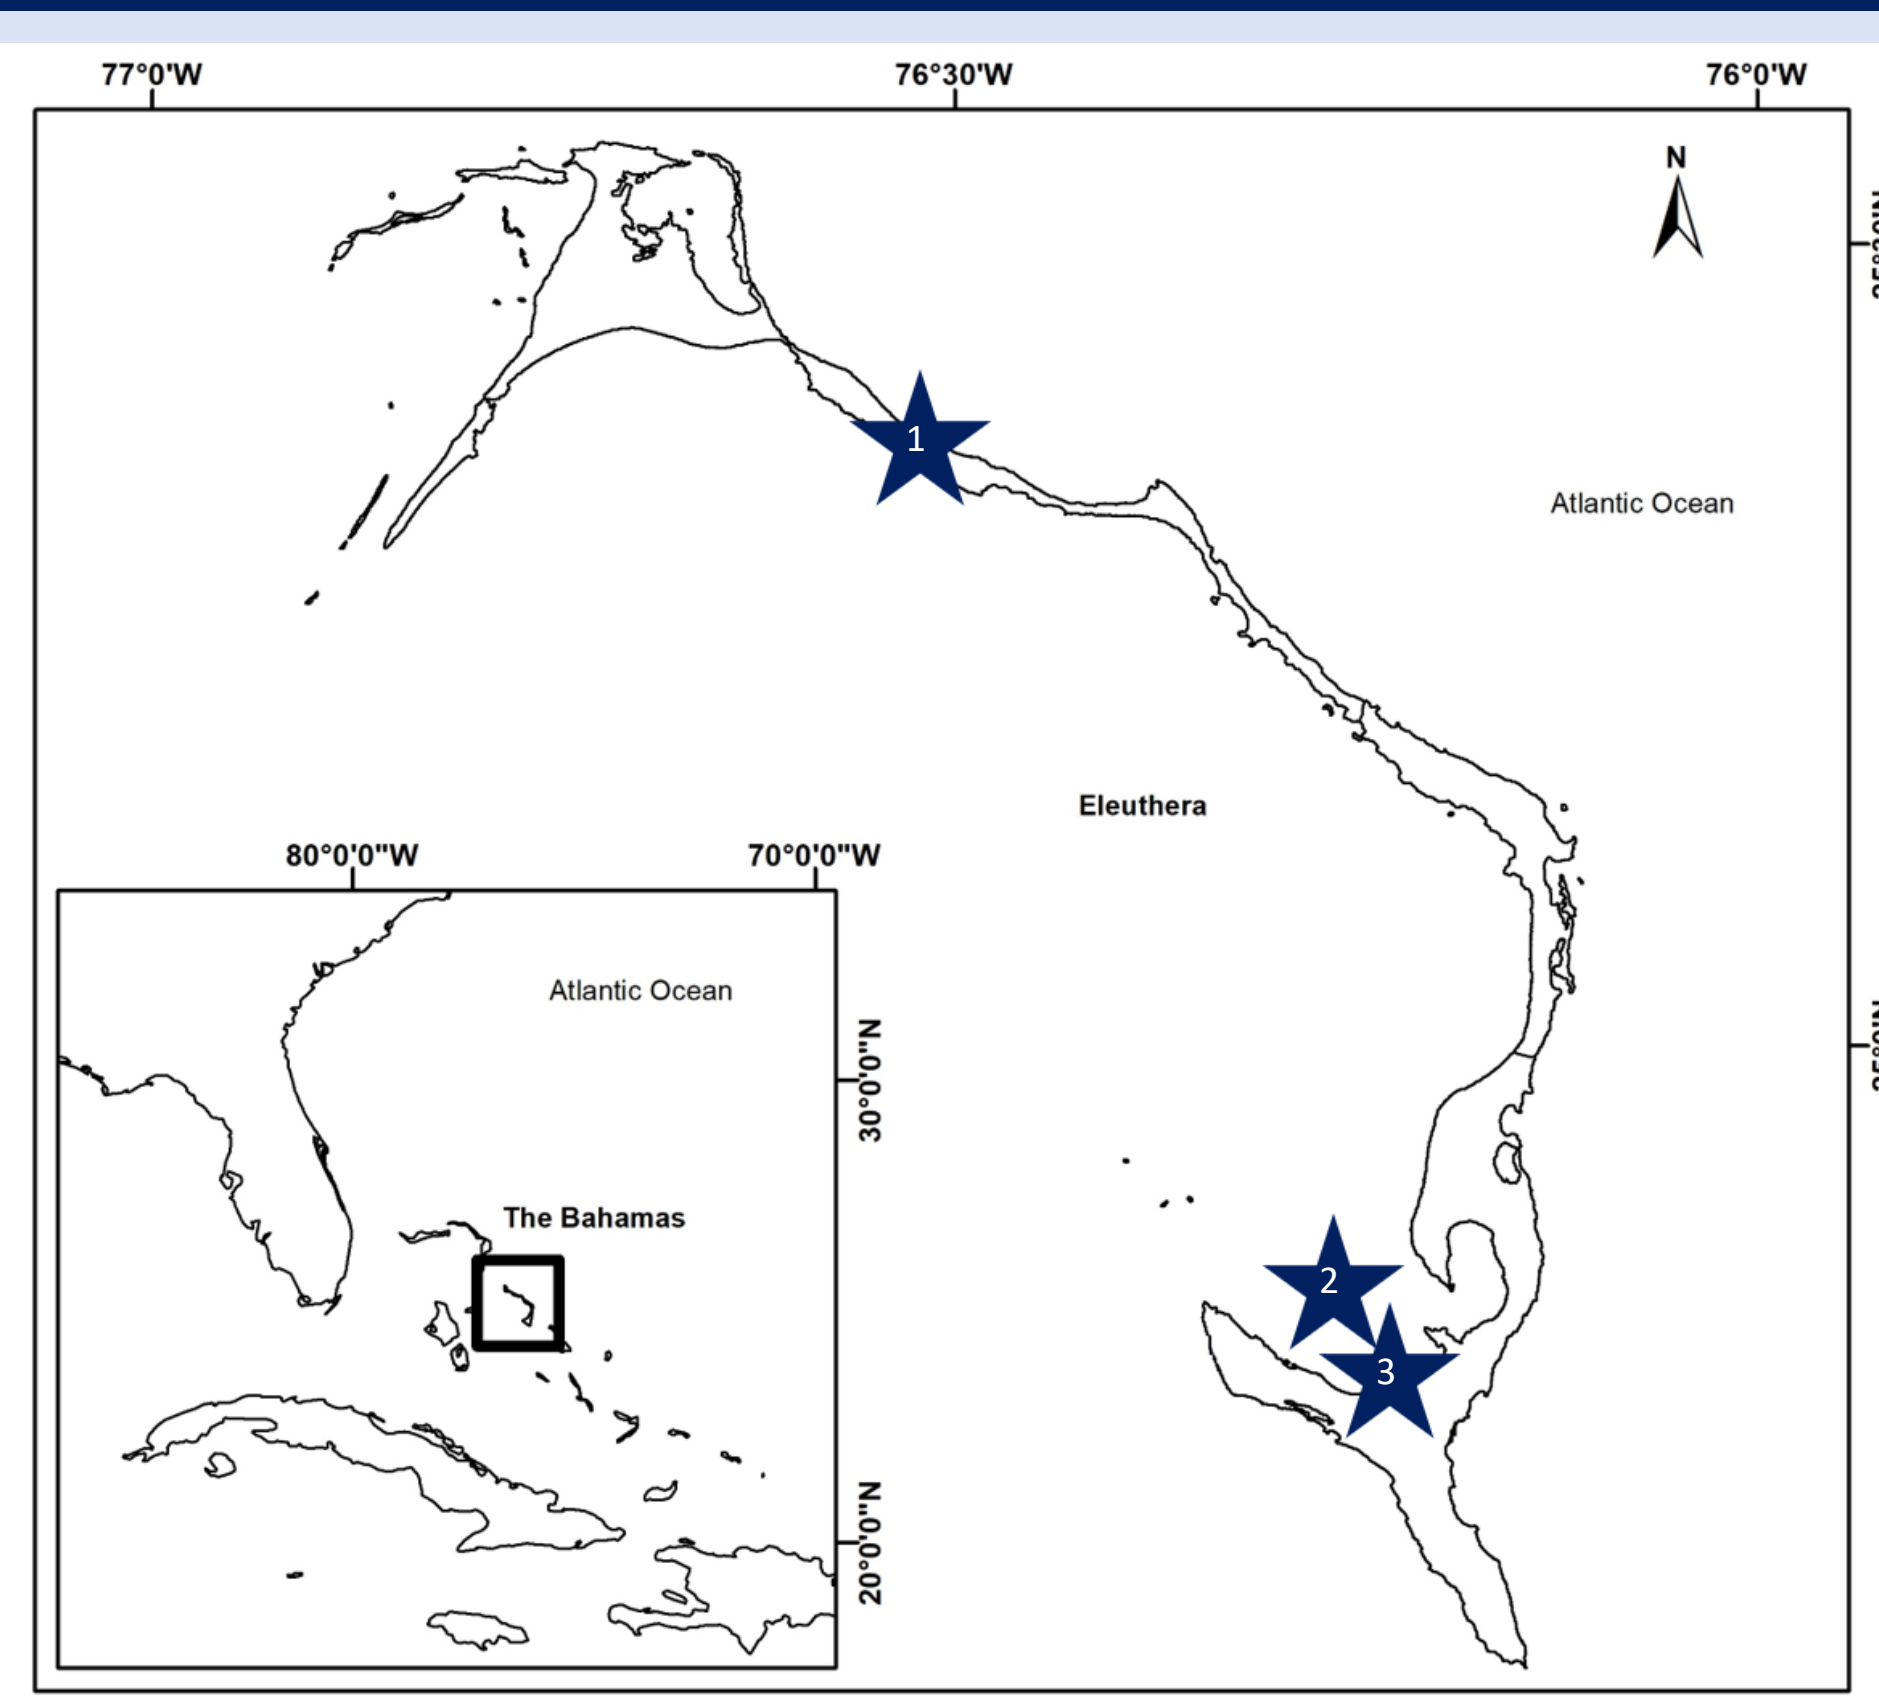 77°0'W 76°30'W 76°0'W
N
1
Atlantic Ocean
Eleuthera
80°0'0"W 70°0'0"W
Atlantic Ocean
30°0'0"N
The Bahamas
2
3
20°0'0"N